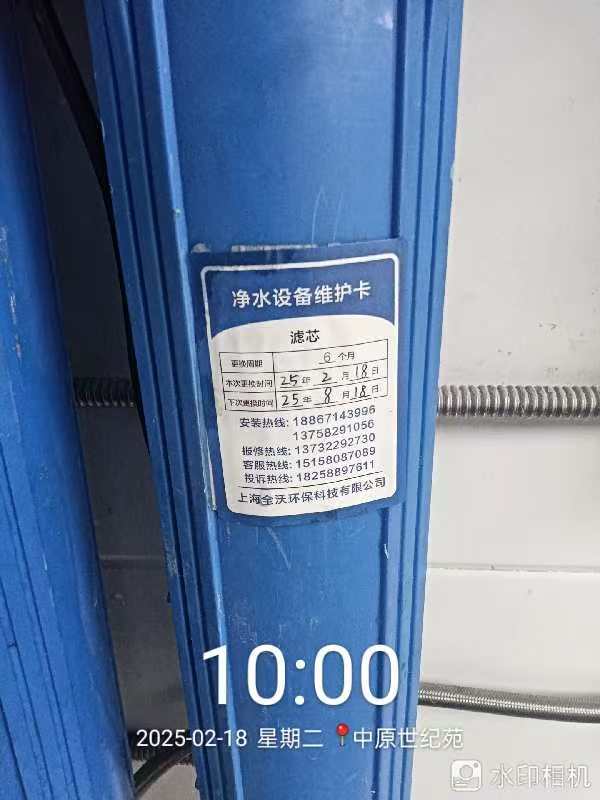 净水设备维护卡
滤芯
更换周期 6 个月
本次更换时间 25 年 2 月 18 日
下次更换时间 25 年 8 月 18 日
安装热线: 18867143996
13758291056
报修热线: 13732292730
客服热线: 15158087089
投诉热线: 18258897611
上海全沃环保科技有限公司
10:00
2025-02-18 星期二 中原世纪苑
水印相机